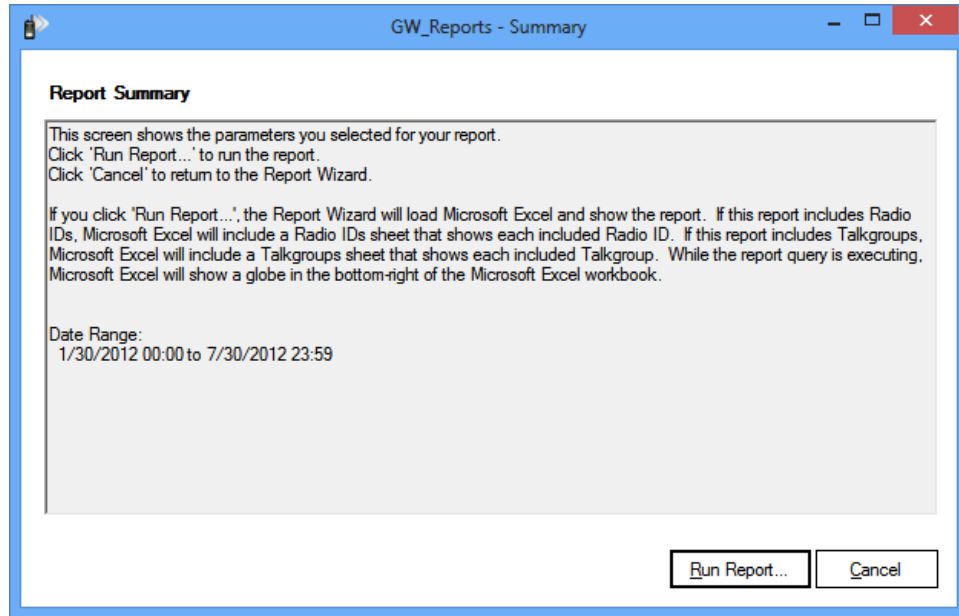 GW_Reports - Summary
Report Summary
This screen shows the parameters you selected for your report.
Click 'Run Report...' to run the report.
Click 'Cancel' to return to the Report Wizard.
If you click 'Run Report...', the Report Wizard will load Microsoft Excel and show the report.  If this report includes Radio
IDs, Microsoft Excel will include a Radio IDs sheet that shows each included Radio ID.  If this report includes Talkgroups,
Microsoft Excel will include a Talkgroups sheet that shows each included Talkgroup.  While the report query is executing,
Microsoft Excel will show a globe in the bottom-right of the Microsoft Excel workbook.
Date Range:
1/30/2012 00:00 to 7/30/2012 23:59
Run Report... Cancel